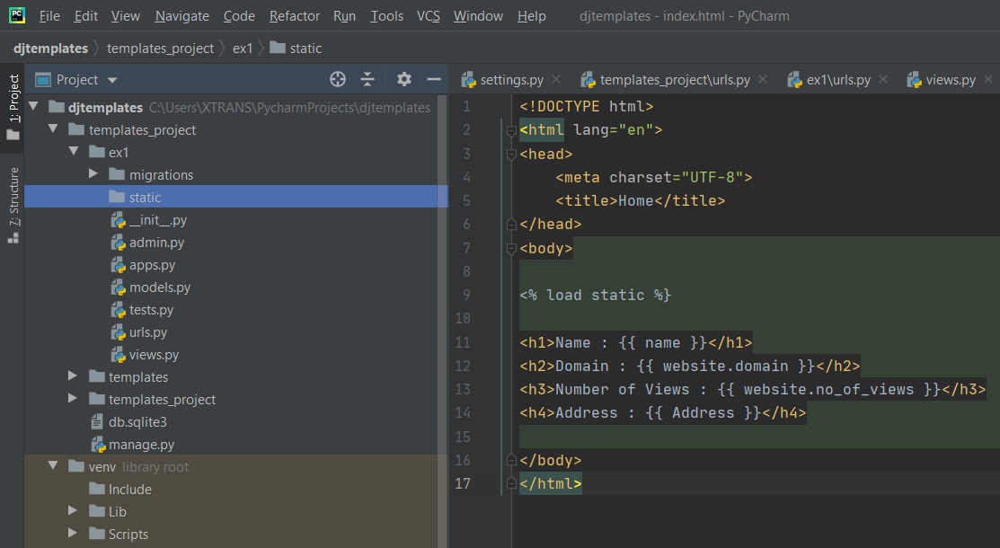 PC File Edit View Navigate Code Refactor Run Tools VCS Window Help djtemplates - index.html - PyCharm
djtemplates templates_project ex1 static
1: Project
7: Structure
Project
djtemplates C:\Users\XTRANS\PycharmProjects\djtemplates
templates_project
ex1
migrations
static
__init__.py
admin.py
apps.py
models.py
tests.py
urls.py
views.py
templates
templates_project
db.sqlite3
manage.py
venv library root
Include
Lib
Scripts
settings.py templates_project\urls.py ex1\urls.py views.py
1 <!DOCTYPE html>
2 <html lang="en">
3 <head>
4 <meta charset="UTF-8">
5 <title>Home</title>
6 </head>
7 <body>
8
9 <% load static %}
10
11 <h1>Name : {{ name }}</h1>
12 <h2>Domain : {{ website.domain }}</h2>
13 <h3>Number of Views : {{ website.no_of_views }}</h3>
14 <h4>Address : {{ Address }}</h4>
15
16 </body>
17 </html>